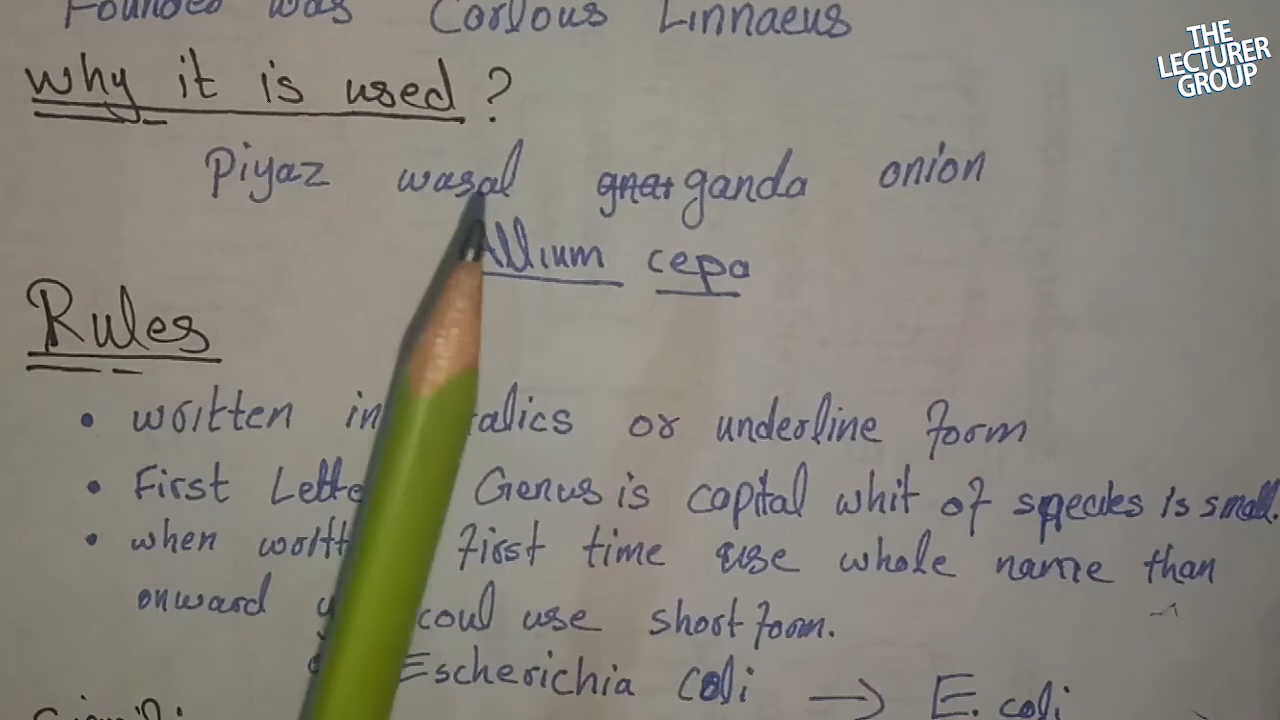 Founded was Corlous Linnaeus
THE
LECTURER
GROUP
Why it is used ?
Piyaz wasal ganda onion
Allium cepa
Rules
• written in alics or underline form
• First Lette Genus is capital whit of species is small.
• when writt first time use whole name than
onward coul use short form.
Escherichia coli → E. coli